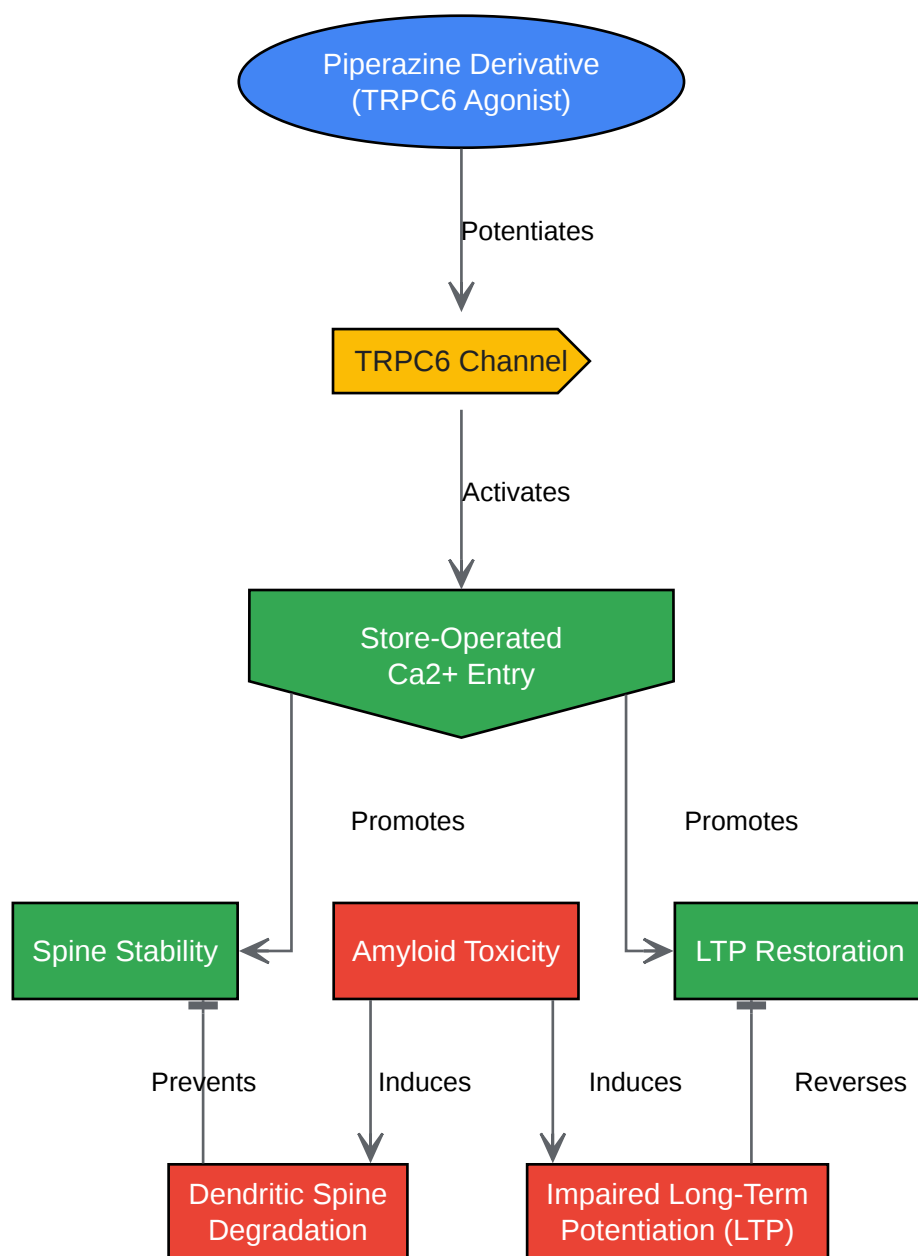 Piperazine Derivative
(TRPC6 Agonist)
Potentiates
TRPC6 Channel
Activates
Store-Operated
Ca2+ Entry
Promotes
Promotes
Spine Stability
Amyloid Toxicity
LTP Restoration
Prevents
Induces
Induces
Reverses
Dendritic Spine
Degradation
Impaired Long-Term
Potentiation (LTP)